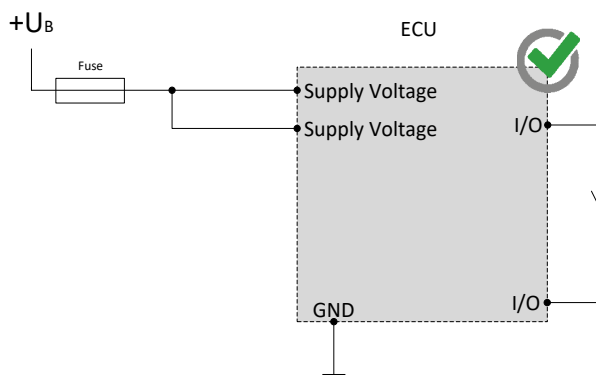 +UB
ECU
Fuse
Supply Voltage
Supply Voltage
I/O
I/O
GND